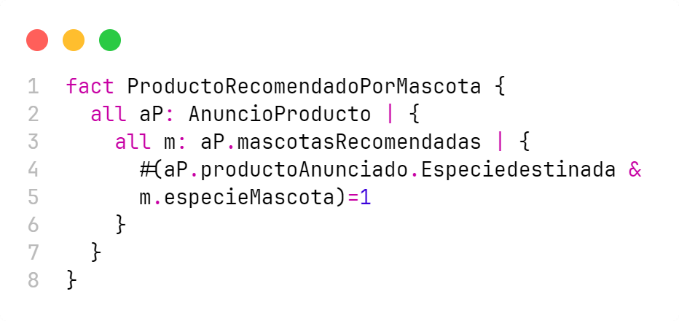 1 fact ProductoRecomendadoPorMascota {
2 all aP: AnuncioProducto | {
3 all m: aP.mascotasRecomendadas | {
4 #(aP.productoAnunciado.Especiedestinada &
5 m.especieMascota)=1
6 }
7 }
8 }